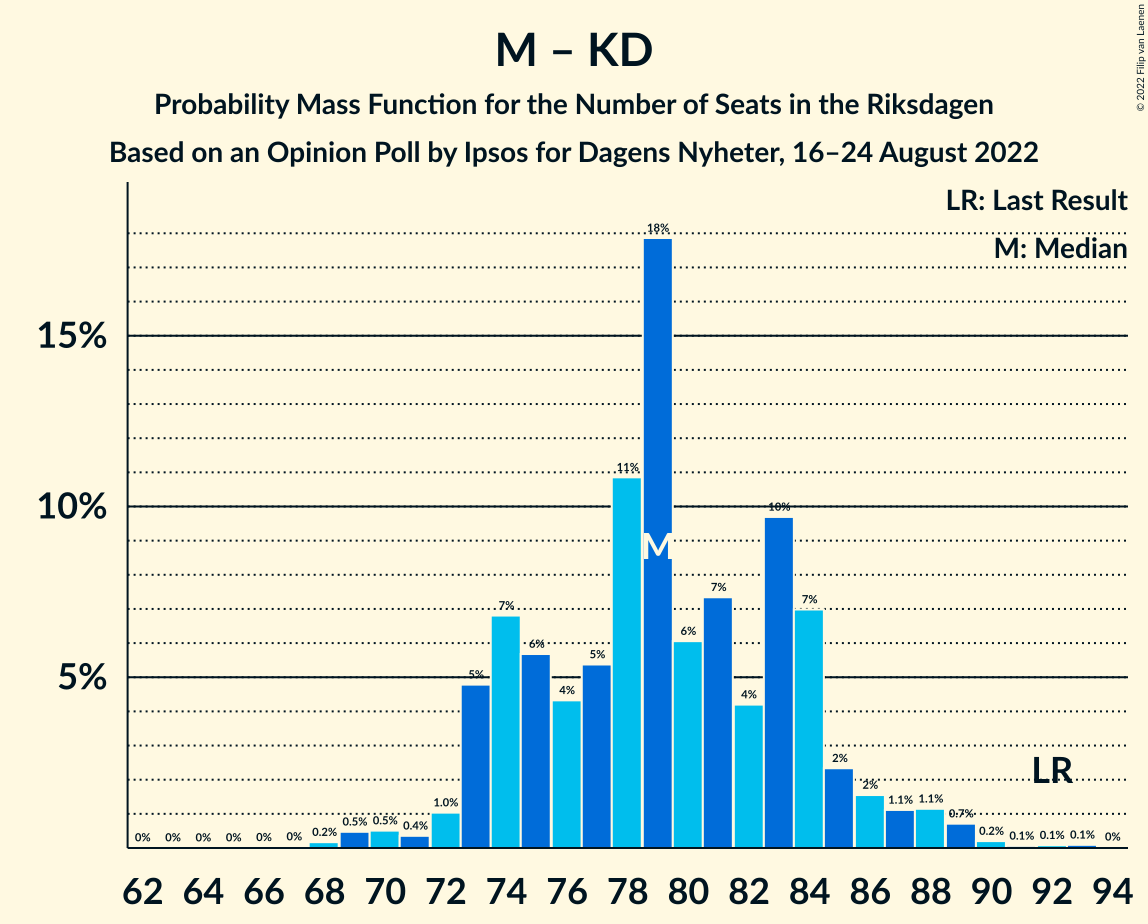 M – KD
Probability Mass Function for the Number of Seats in the Riksdagen
Based on an Opinion Poll by Ipsos for Dagens Nyheter, 16–24 August 2022
© 2022 Filip van Laenen
LR: Last Result
M: Median
15%
10%
5%
0% 0% 0% 0% 0% 0% 0.2% 0.5% 0.5% 0.4% 1.0% 5% 7% 6% 4% 5% 11% 18% 6% 7% 4% 10% 7% 2% 2% 1.1% 1.1% 0.7% 0.2% 0.1% 0.1% 0.1% 0%
M
LR
62 64 66 68 70 72 74 76 78 80 82 84 86 88 90 92 94